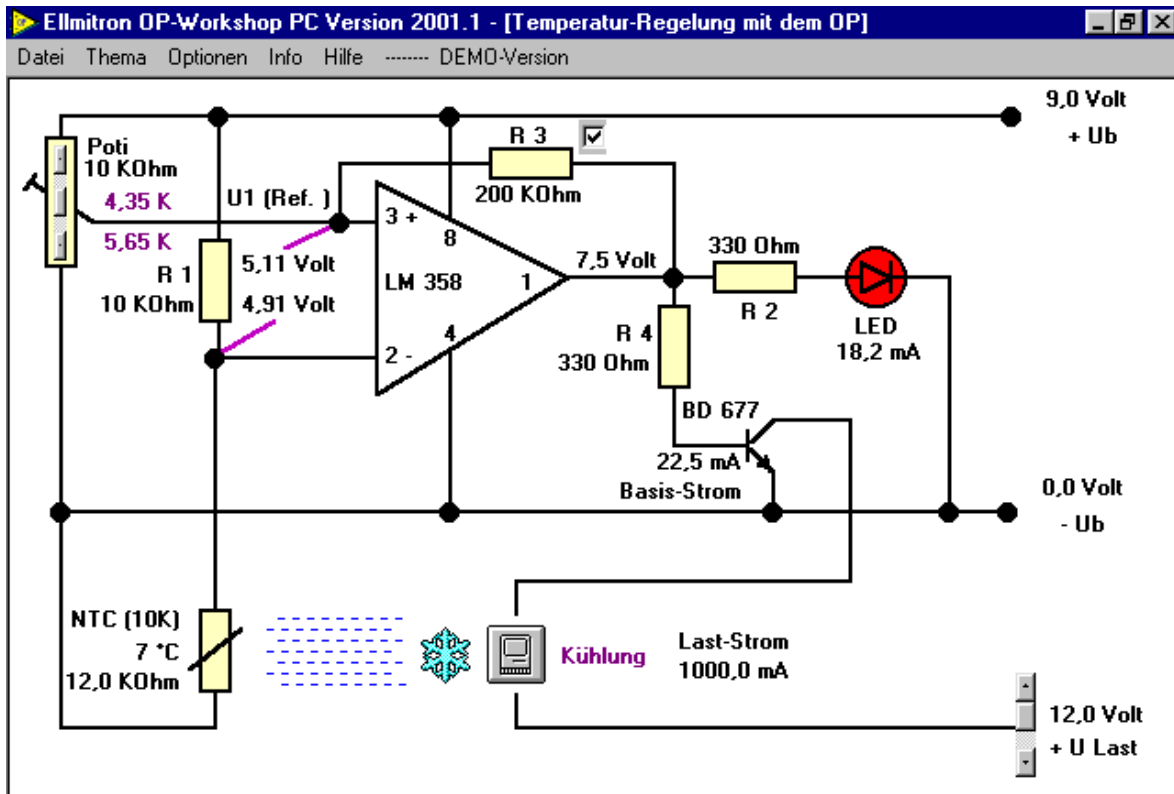 Ellmitron OP-Workshop PC Version 2001.1 - [Temperatur-Regelung mit dem OP]
Datei Thema Optionen Info Hilfe -------- DEMO-Version
9,0 Volt
+ Ub
Poti
10 KOhm
4,35 K
5,65 K
U1 (Ref. )
R 3
200 KOhm
3 +
8
LM 358
1
4
2 -
R 1
10 KOhm
5,11 Volt
4,91 Volt
7,5 Volt
330 Ohm
R 2
LED
18,2 mA
R 4
330 Ohm
BD 677
22,5 mA
Basis-Strom
0,0 Volt
- Ub
NTC (10K)
7 °C
12,0 KOhm
Kühlung
Last-Strom
1000,0 mA
12,0 Volt
+ U Last